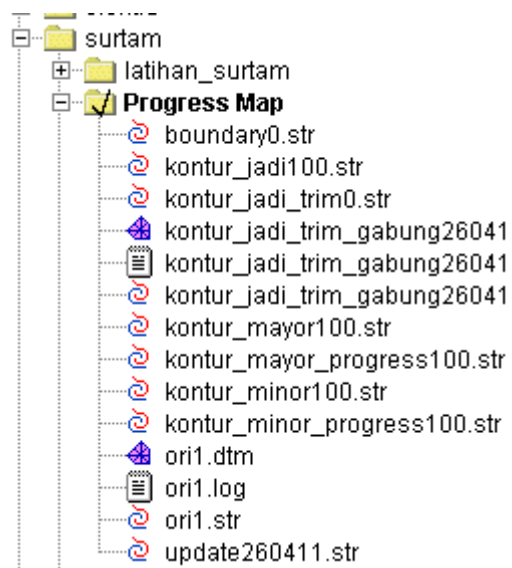 surtam
latihan_surtam
Progress Map
boundary0.str
kontur_jadi100.str
kontur_jadi_trim0.str
kontur_jadi_trim_gabung26041
kontur_jadi_trim_gabung26041
kontur_jadi_trim_gabung26041
kontur_mayor100.str
kontur_mayor_progress100.str
kontur_minor100.str
kontur_minor_progress100.str
ori1.dtm
ori1.log
ori1.str
update260411.str